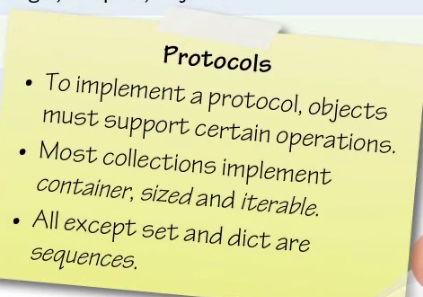 Protocols
• To implement a protocol, objects
must support certain operations.
• Most collections implement
container, sized and iterable.
• All except set and dict are
sequences.